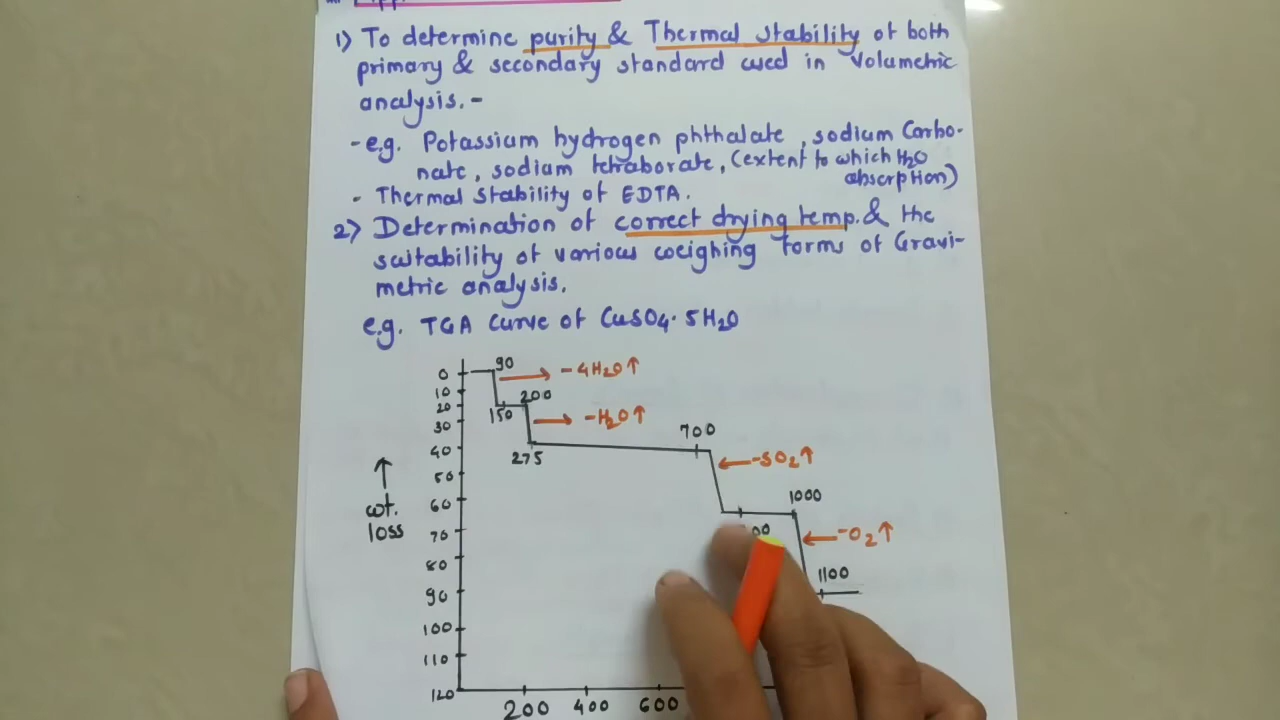 1) To determine purity & Thermal stability of both
primary & secondary standard used in volumetric
analysis. -
- e.g. Potassium hydrogen phthalate, sodium Carbo-
nate, sodium tetraborate, (extent to which H2O
absorption)
- Thermal stability of EDTA.
2) Determination of correct drying temp. & the
suitability of various weighing forms of Gravi-
metric analysis.
e.g. TGA curve of CuSO4. 5H2O
0 90 -4H2O↑
10
20 150 200 -H2O↑
30
40 275 700 -SO2↑
50
60 1000
↑ wt. loss
70 -O2↑
80
90 1100
100
110
120
200 400 600